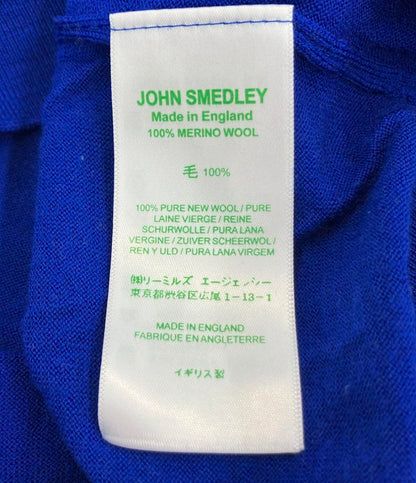 JOHN SMEDLEY
Made in England
100% MERINO WOOL
毛 100%
100% PURE NEW WOOL / PURE
LAINE VIERGE / REINE
SCHURWOLLE / PURA LANA
VERGINE / ZUIVER SCHEERWOL /
REN Y ULD / PURA LANA VIRGEM
㈱リーミルズ エージェンシー
東京都渋谷区広尾 1-13-1
MADE IN ENGLAND
FABRIQUE EN ANGLETERRE
イギリス製